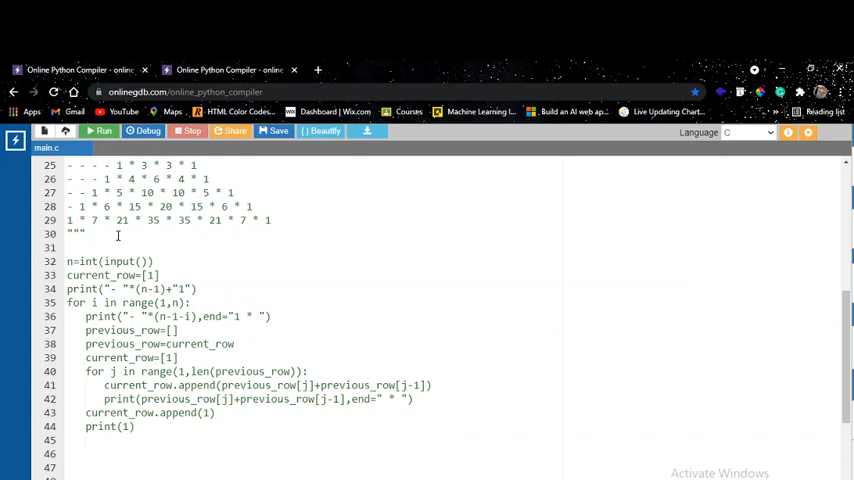 Online Python Compiler - online
Online Python Compiler - online
onlinegdb.com/online_python_compiler
Apps
Gmail
YouTube
Maps
HTML Color Codes...
Dashboard | Wix.com
Courses
Machine Learning I...
Build an AI web ap...
Live Updating Chart...
Reading list
Run
Debug
Stop
Share
Save
{ } Beautify
Language
C
main.c
25 - - - - 1 * 3 * 3 * 1
26 - - - 1 * 4 * 6 * 4 * 1
27 - - 1 * 5 * 10 * 10 * 5 * 1
28 - 1 * 6 * 15 * 20 * 15 * 6 * 1
29 1 * 7 * 21 * 35 * 35 * 21 * 7 * 1
30 """
31
32 n=int(input())
33 current_row=[1]
34 print("- "*(n-1)+"1")
35 for i in range(1,n):
36 print("- "*(n-1-i),end="1 * ")
37 previous_row=[]
38 previous_row=current_row
39 current_row=[1]
40 for j in range(1,len(previous_row)):
41 current_row.append(previous_row[j]+previous_row[j-1])
42 print(previous_row[j]+previous_row[j-1],end=" * ")
43 current_row.append(1)
44 print(1)
45
46
47
Activate Windows